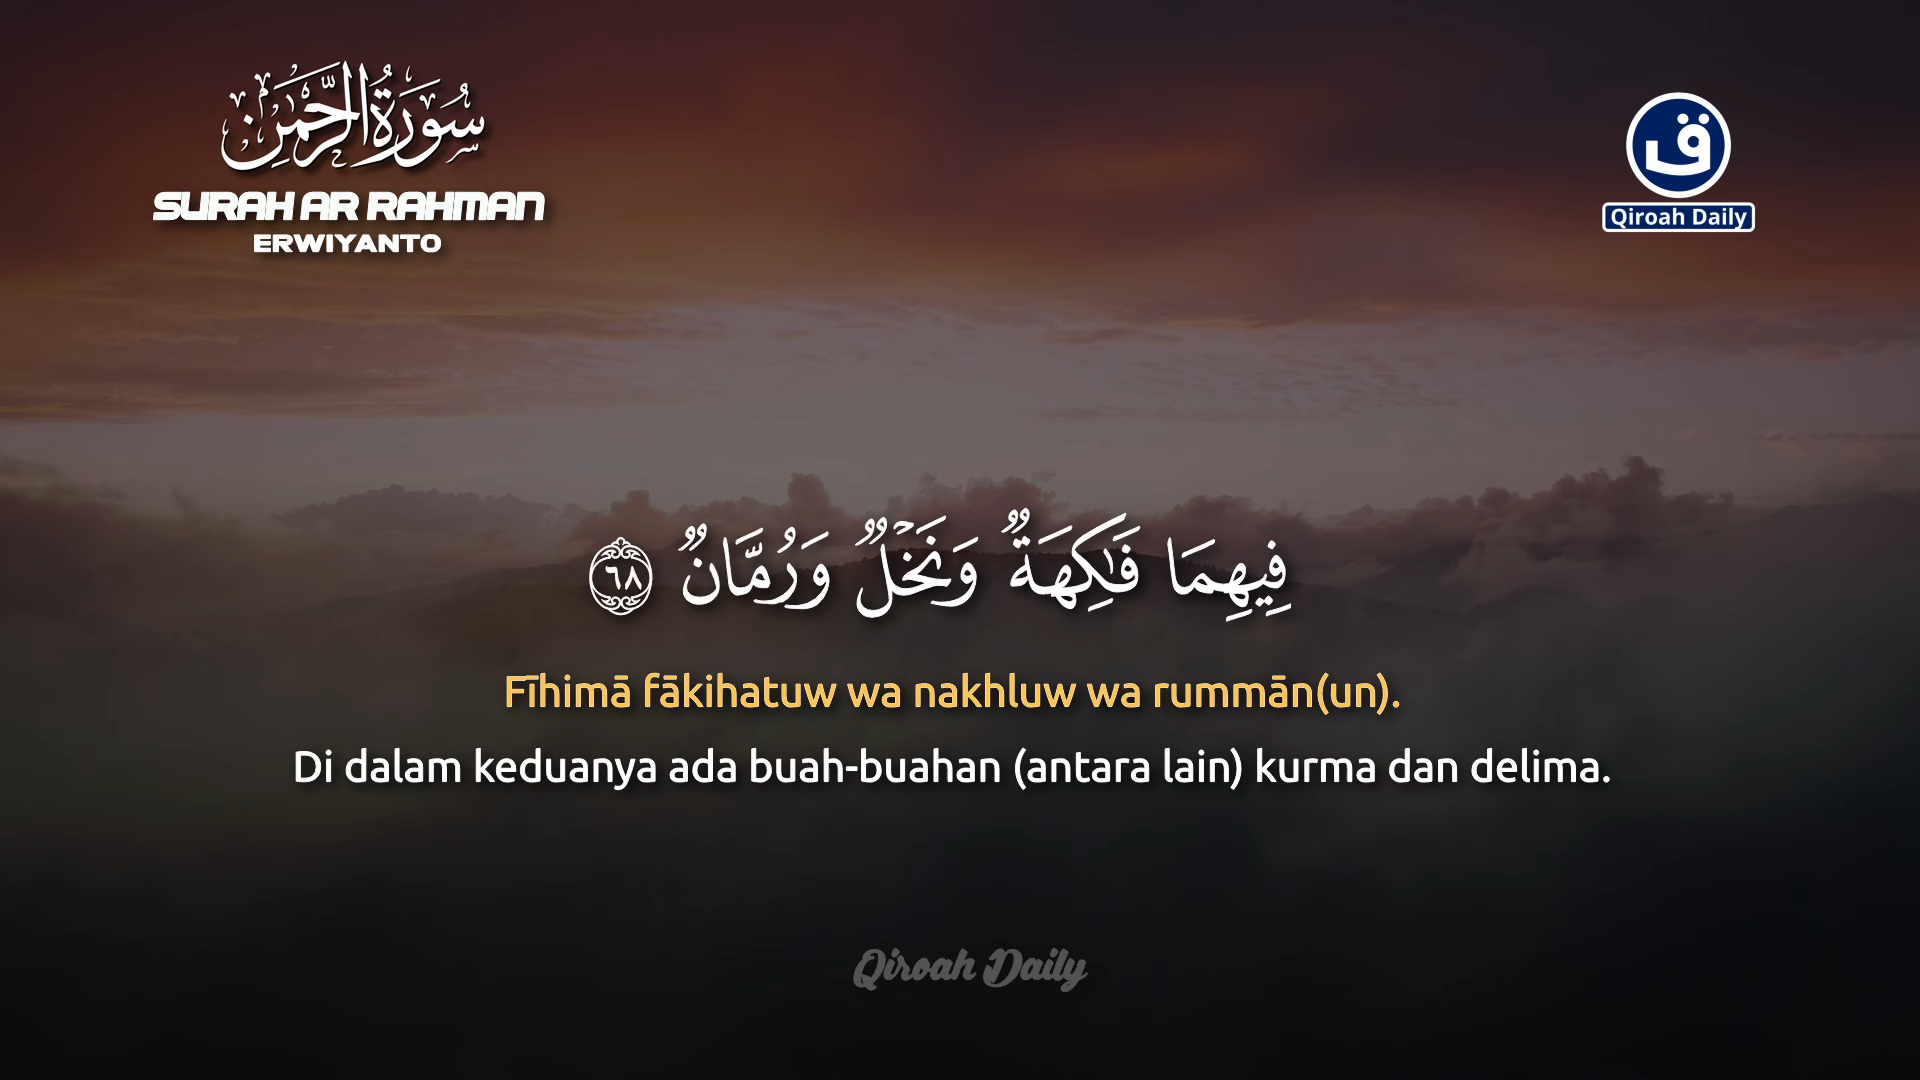 سُورَةُ الرَّحْمَٰنِ
SURAH AR RAHMAN
ERWIYANTO
ق
Qiroah Daily
فِيهِمَا فَٰكِهَةٌ وَنَخْلٌ وَرُمَّانٌ ٦٨
Fīhimā fākihatuw wa nakhluw wa rummān(un).
Di dalam keduanya ada buah-buahan (antara lain) kurma dan delima.
Qiroah Daily